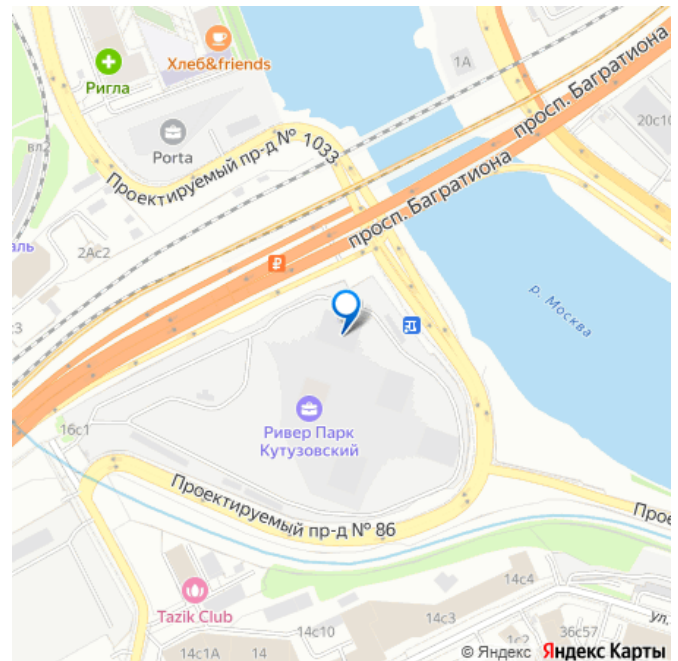 Хлеб&friends
1А
Ригла
20с10
просп. Багратиона
вл2
Porta
Проектируемый пр-д № 1033
просп. Багратиона
аль
2Ас2
с3
р. Москва
16с1
Ривер Парк
Кутузовский
Проектируемый пр-д № 86
Прое
Tazik Club
14с4
14с3
ул.
14с10
1с2
36с57
14с1А
14
© Яндекс Яндекс Карты